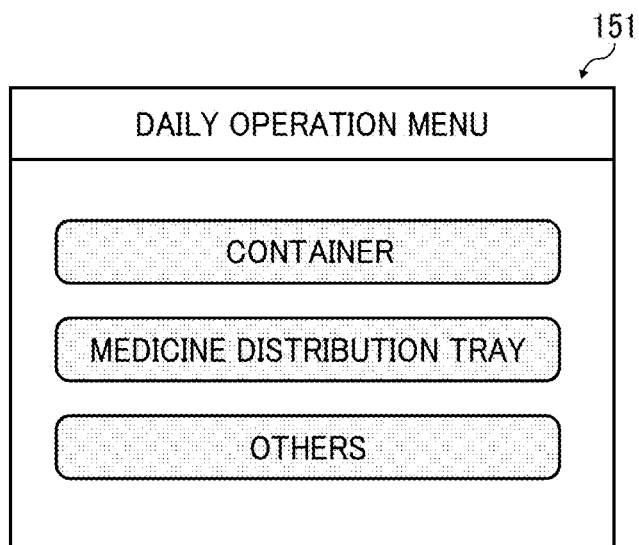 151
DAILY OPERATION MENU
CONTAINER
MEDICINE DISTRIBUTION TRAY
OTHERS